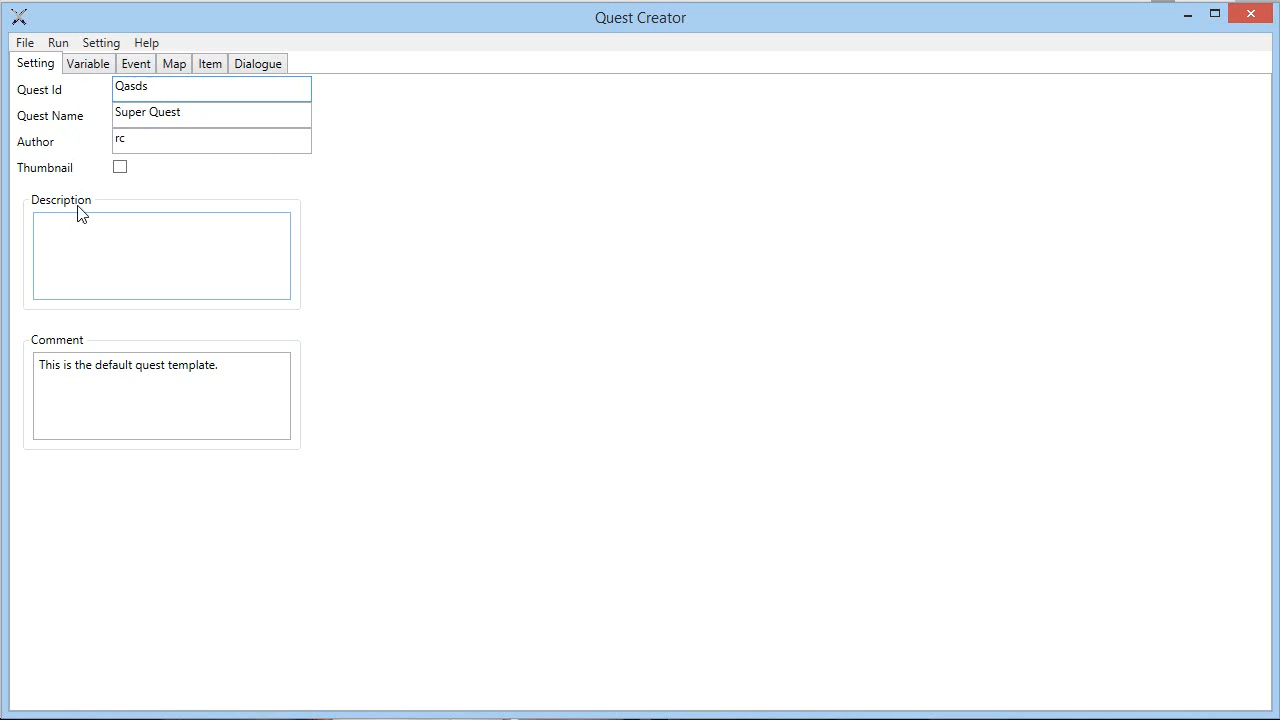 Quest Creator
File Run Setting Help
Setting Variable Event Map Item Dialogue
Quest Id Qasds
Quest Name Super Quest
Author rc
Thumbnail
Description
Comment
This is the default quest template.